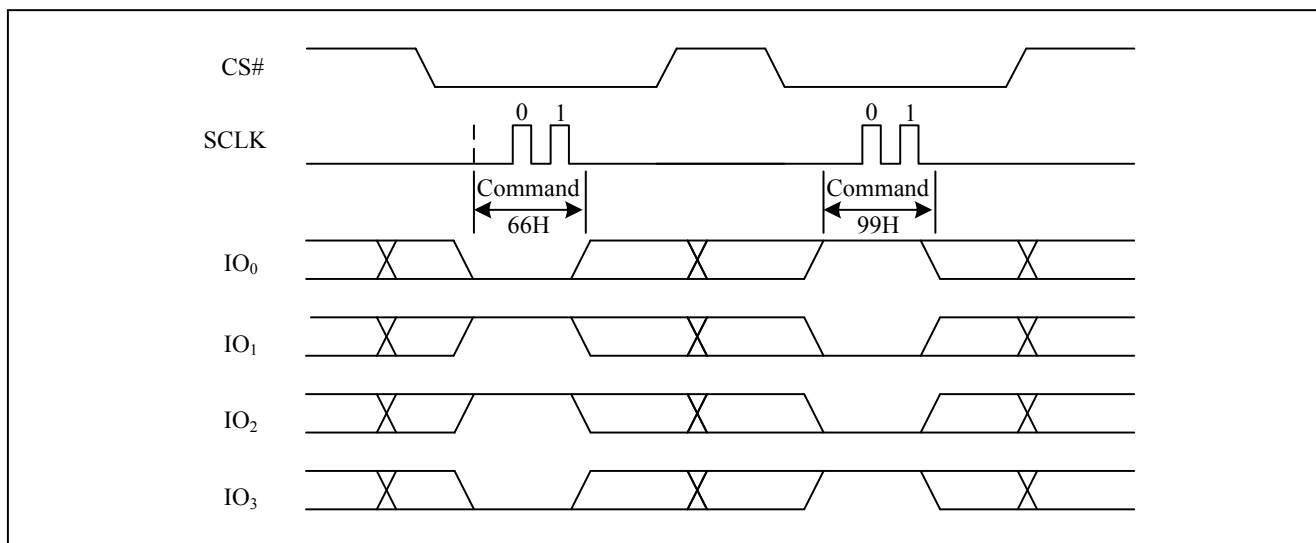 CS#
0 1 0 1
SCLK
Command Command
66H 99H
IO₀
IO₁
IO₂
IO₃